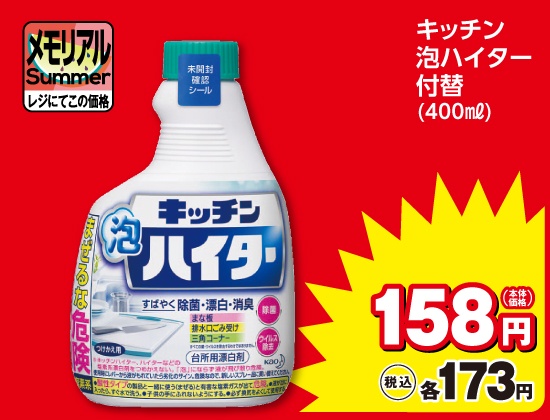 メモリアル
Summer
レジにてこの価格
キッチン
泡ハイター
付替
(400㎖)
未開封
確認
シール
キッチン
泡ハイター
すばやく 除菌・漂白・消臭
まな板
排水口ごみ受け
三角コーナー
台所用漂白剤
除菌
ウイルス
除去
まぜるな危険
つけかえ用
Kao
158円
(本体価格)
税込
各173円